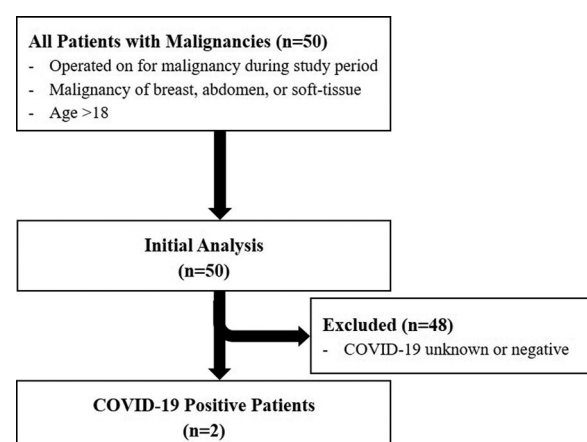 All Patients with Malignancies (n=50)
- Operated on for malignancy during study period
- Malignancy of breast, abdomen, or soft-tissue
- Age >18
Initial Analysis
(n=50)
Excluded (n=48)
- COVID-19 unknown or negative
COVID-19 Positive Patients
(n=2)